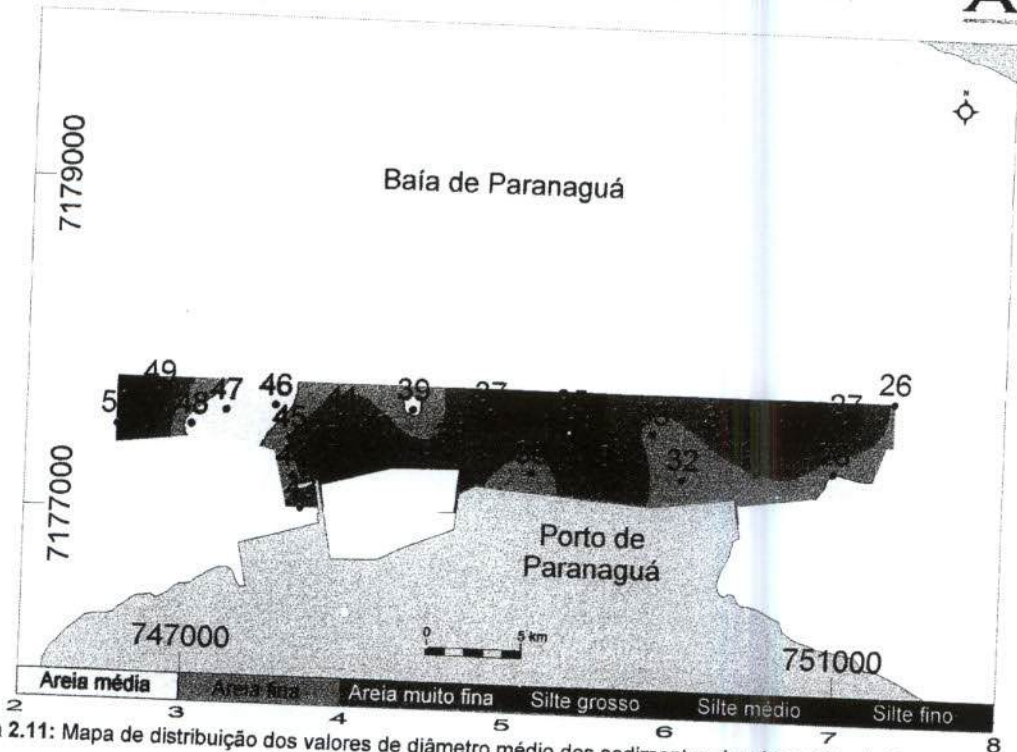 N
7179000
Baía de Paranaguá
49
47
46
39
26
48
45
32
7177000
Porto de
Paranaguá
747000
0 5 km
751000
Areia média Areia fina Areia muito fina Silte grosso Silte médio Silte fino
2 3 4 5 6 7 8
2.11: Mapa de distribuição dos valores de diâmetro médio dos sedimentos